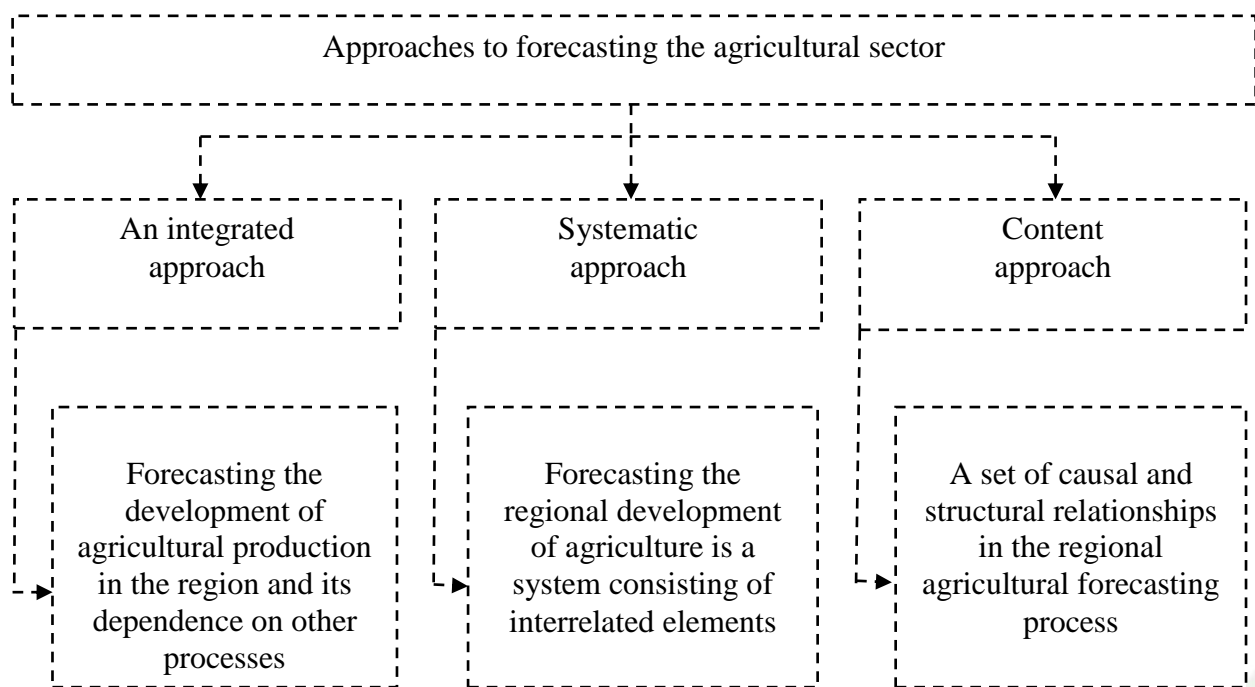 Approaches to forecasting the agricultural sector
An integrated
approach
Systematic
approach
Content
approach
Forecasting the
development of
agricultural production
in the region and its
dependence on other
processes
Forecasting the
regional development
of agriculture is a
system consisting of
interrelated elements
A set of causal and
structural relationships
in the regional
agricultural forecasting
process